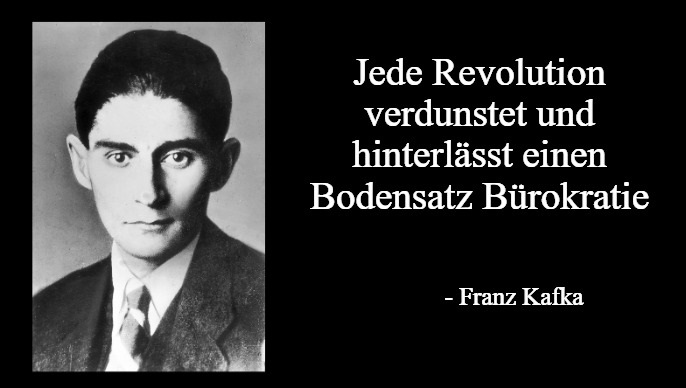 Jede Revolution
verdunstet und
hinterlässt einen
Bodensatz Bürokratie
- Franz Kafka